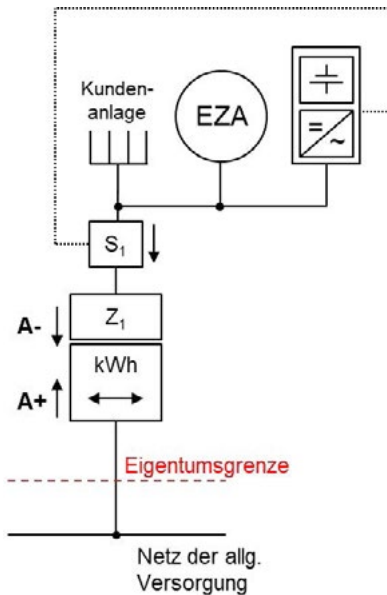 Kunden-
anlage
EZA
=
~
S₁
Z₁
A-
kWh
A+
Eigentumsgrenze
Netz der allg.
Versorgung